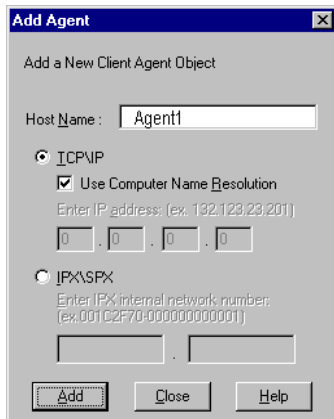 Add Agent
Add a New Client Agent Object
Host Name : Agent1
TCP\IP
Use Computer Name Resolution
Enter IP address: (ex. 132.123.23.201)
0 . 0 . 0 . 0
IPX\SPX
Enter IPX internal network number:
(ex.001C2F70-000000000001)
.
Add Close Help